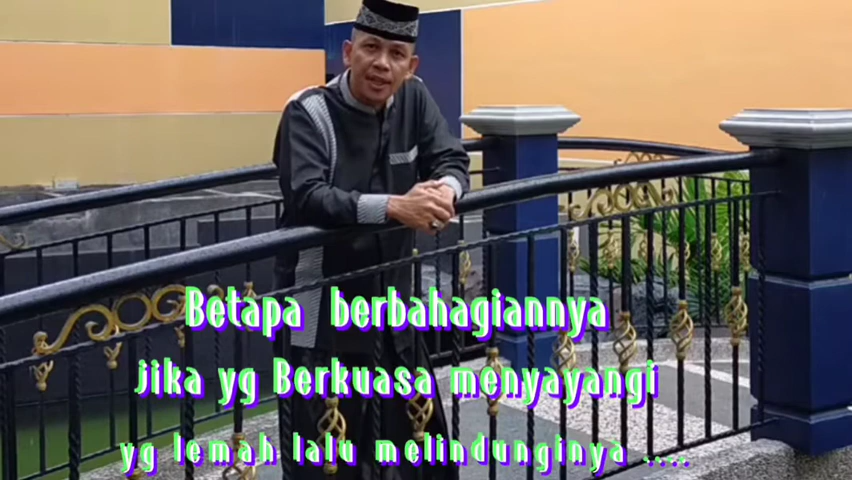 Betapa berbahagiannya
jika yg Berkuasa menyayangi
yg lemah lalu melindunginya ....